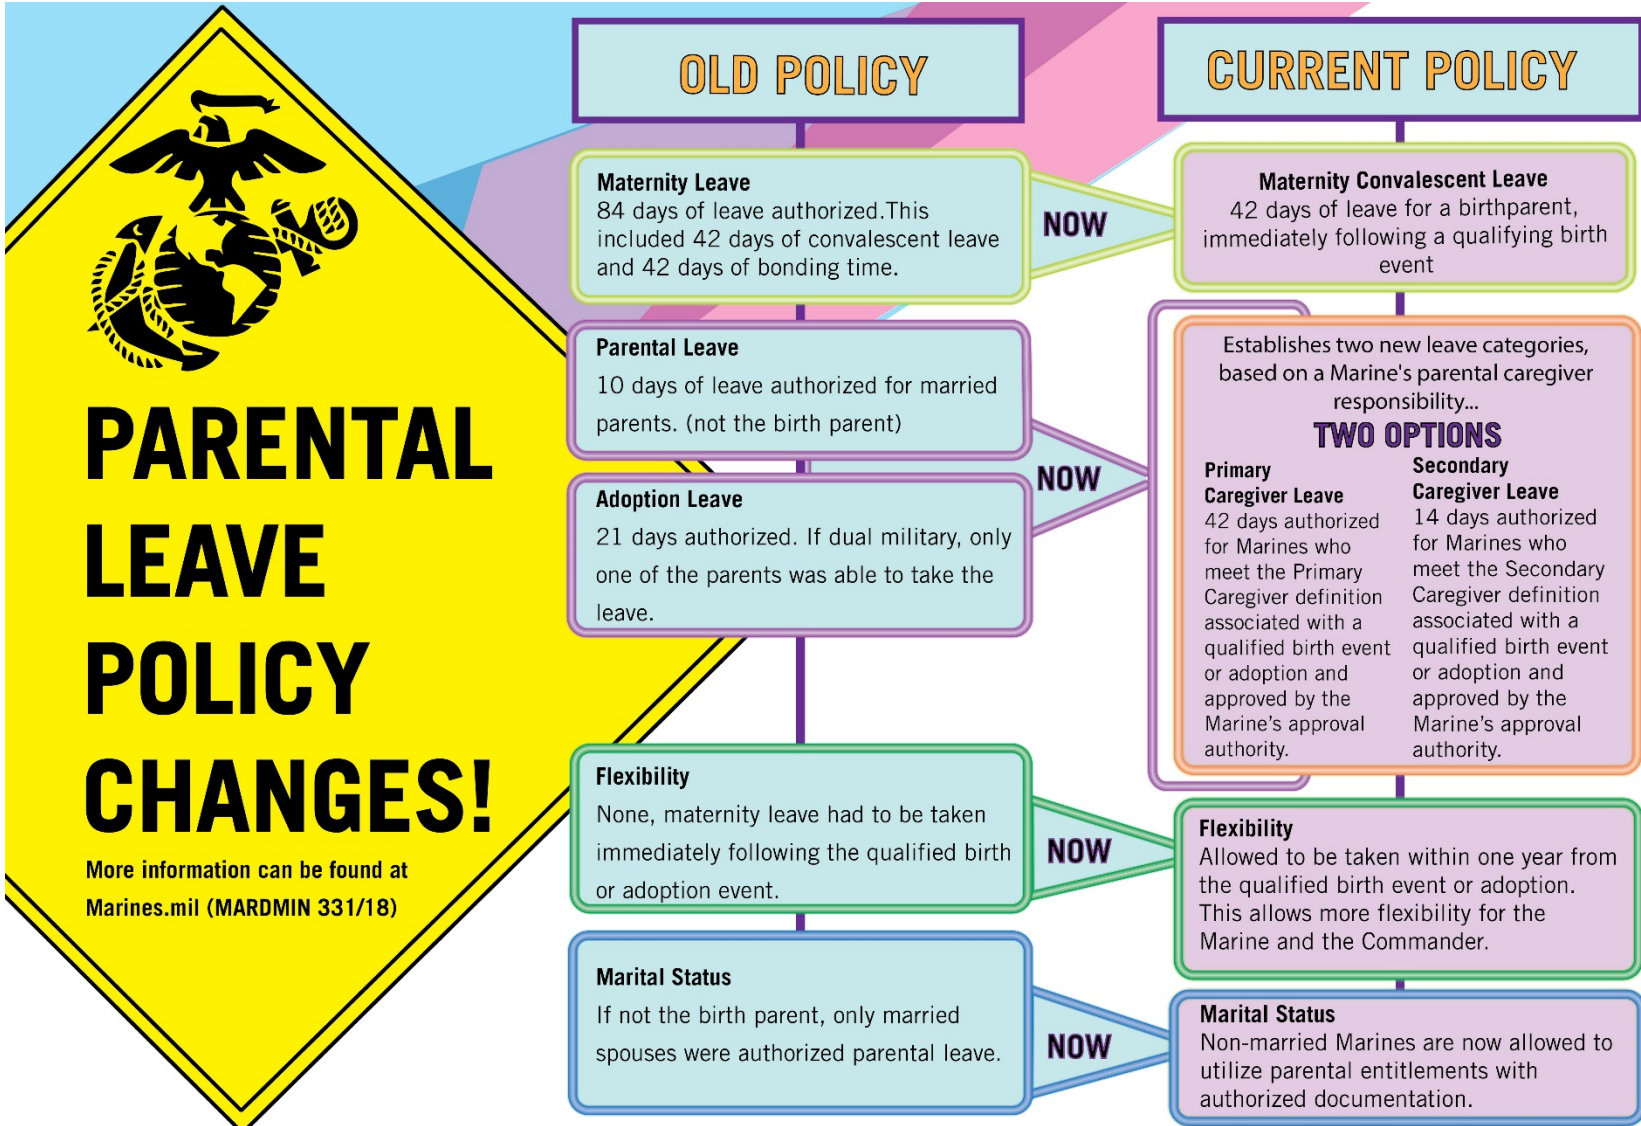 PARENTAL
LEAVE
POLICY
CHANGES!
More information can be found at
Marines.mil (MARDMIN 331/18)
OLD POLICY
Maternity Leave
84 days of leave authorized.This
included 42 days of convalescent leave
and 42 days of bonding time.
NOW
Parental Leave
10 days of leave authorized for married
parents. (not the birth parent)
Adoption Leave
21 days authorized. If dual military, only
one of the parents was able to take the
leave.
NOW
Flexibility
None, maternity leave had to be taken
immediately following the qualified birth
or adoption event.
NOW
Marital Status
If not the birth parent, only married
spouses were authorized parental leave.
NOW
CURRENT POLICY
Maternity Convalescent Leave
42 days of leave for a birthparent,
immediately following a qualifying birth
event
Establishes two new leave categories,
based on a Marine's parental caregiver
responsibility...
TWO OPTIONS
Primary
Caregiver Leave
42 days authorized
for Marines who
meet the Primary
Caregiver definition
associated with a
qualified birth event
or adoption and
approved by the
Marine's approval
authority.
Secondary
Caregiver Leave
14 days authorized
for Marines who
meet the Secondary
Caregiver definition
associated with a
qualified birth event
or adoption and
approved by the
Marine's approval
authority.
Flexibility
Allowed to be taken within one year from
the qualified birth event or adoption.
This allows more flexibility for the
Marine and the Commander.
Marital Status
Non-married Marines are now allowed to
utilize parental entitlements with
authorized documentation.